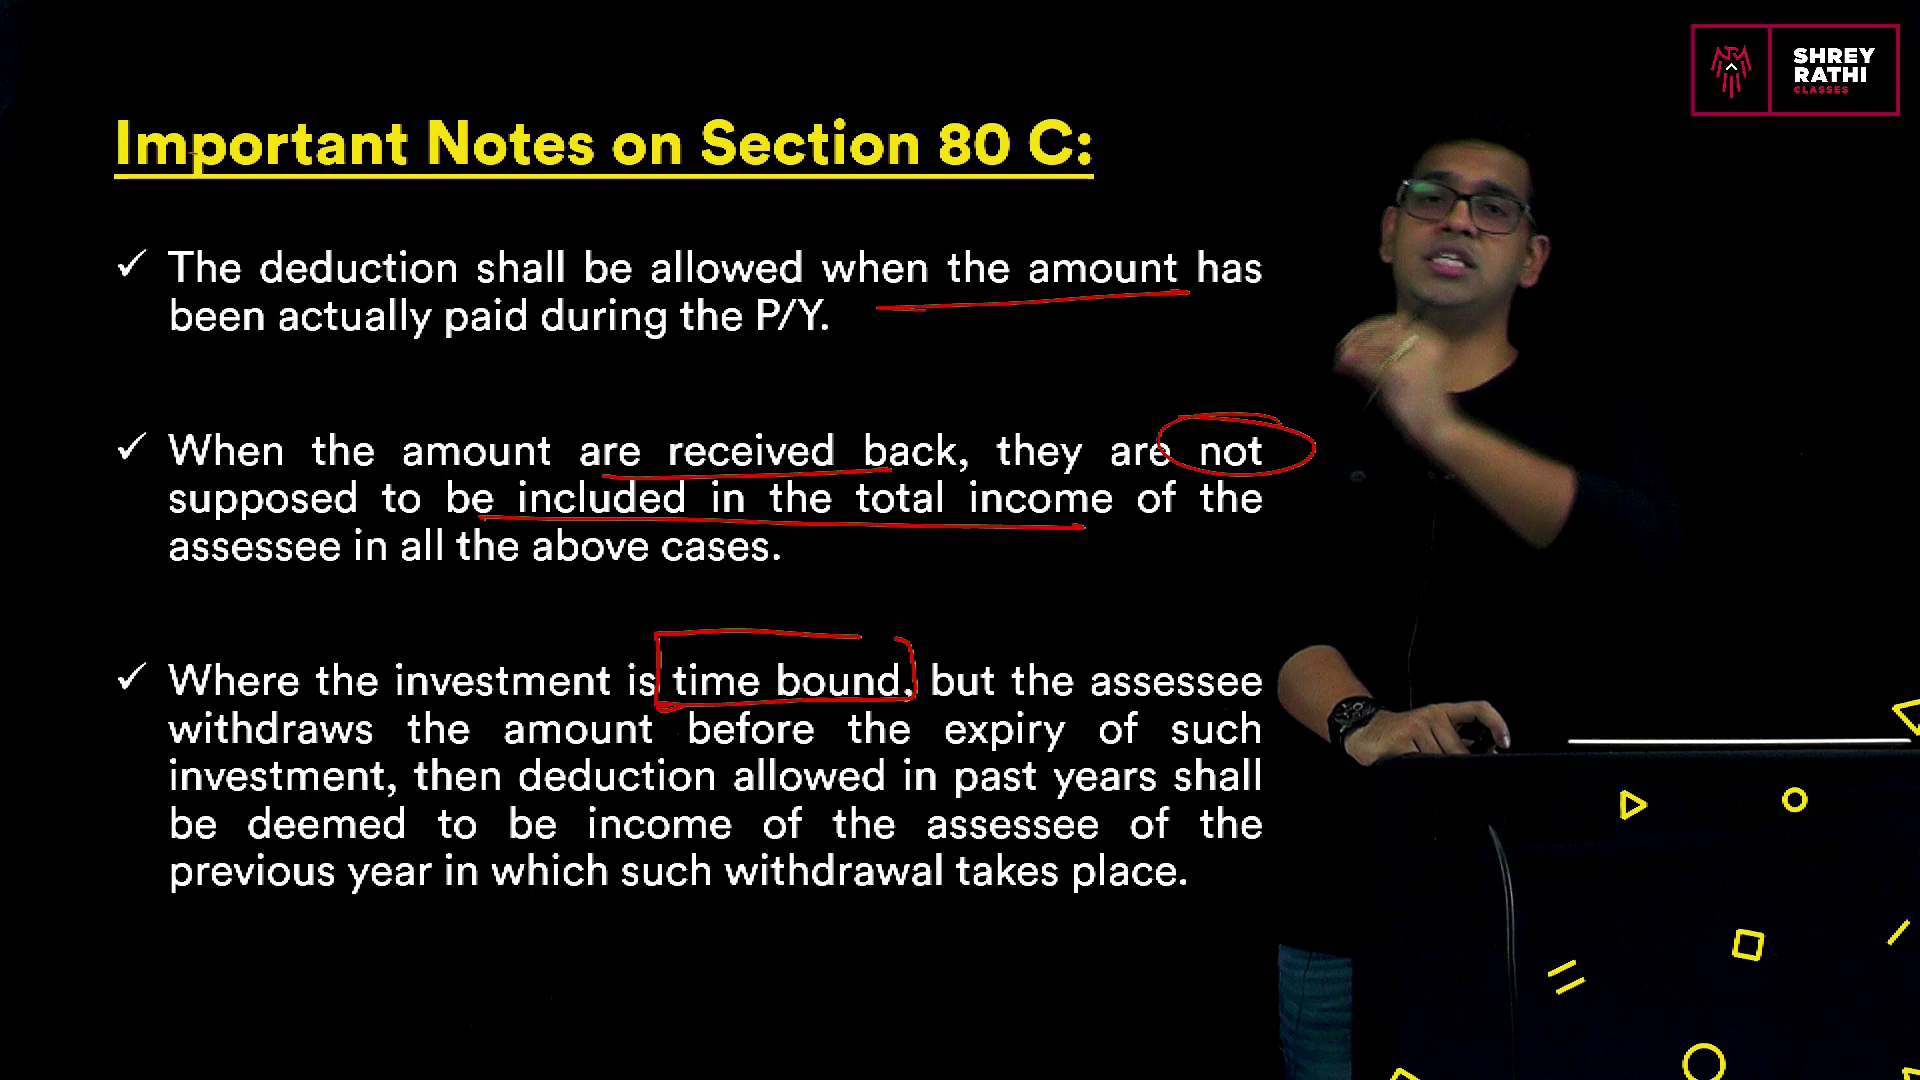 SHREY
RATHI
CLASSES
Important Notes on Section 80 C:
✓ The deduction shall be allowed when the amount has
been actually paid during the P/Y.
✓ When the amount are received back, they are not
supposed to be included in the total income of the
assessee in all the above cases.
✓ Where the investment is time bound, but the assessee
withdraws the amount before the expiry of such
investment, then deduction allowed in past years shall
be deemed to be income of the assessee of the
previous year in which such withdrawal takes place.